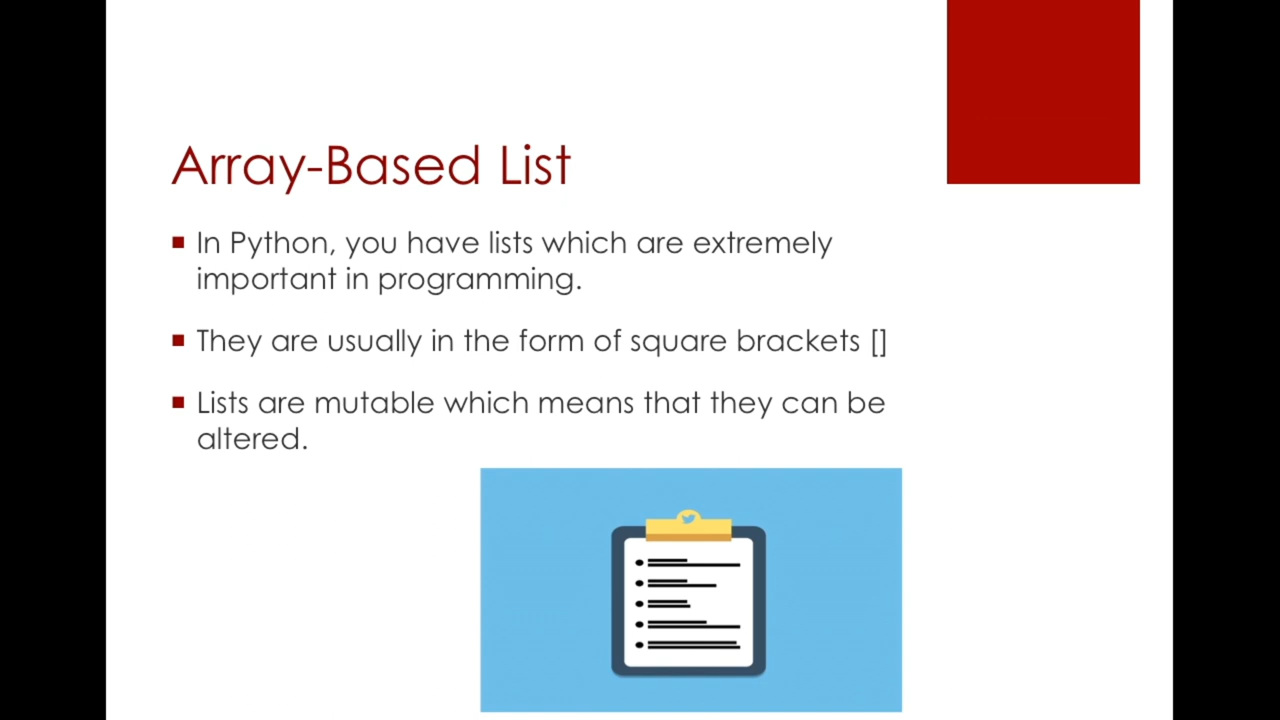 Array-Based List
In Python, you have lists which are extremely
important in programming.
They are usually in the form of square brackets []
Lists are mutable which means that they can be
altered.